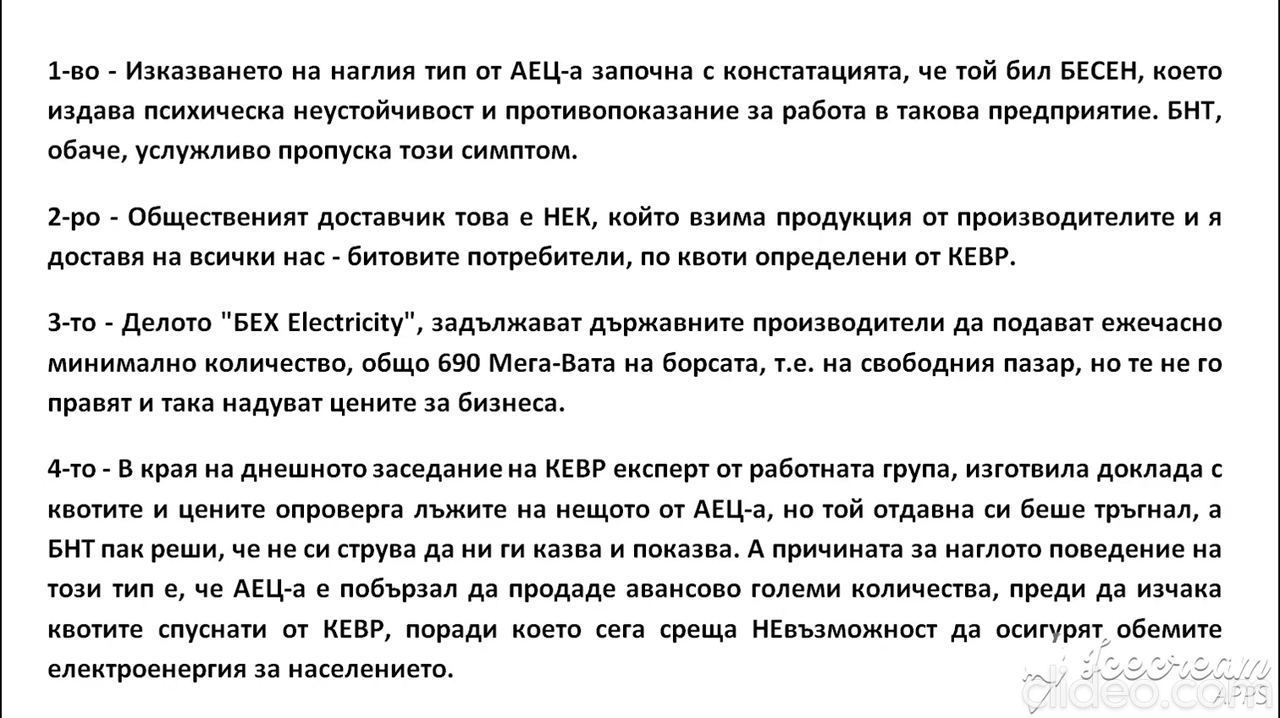 1-во - Изказването на наглия тип от АЕЦ-а започна с констатацията, че той бил БЕСЕН, което
издава психическа неустойчивост и противопоказание за работа в такова предприятие. БНТ,
обаче, услужливо пропуска този симптом.
2-ро - Общественият доставчик това е НЕК, който взима продукция от производителите и я
доставя на всички нас - битовите потребители, по квоти определени от КЕВР.
3-то - Делото "БЕХ Electricity", задължават държавните производители да подават ежечасно
минимално количество, общо 690 Мега-Вата на борсата, т.е. на свободния пазар, но те не го
правят и така надуват цените за бизнеса.
4-то - В края на днешното заседание на КЕВР експерт от работната група, изготвила доклада с
квотите и цените опроверга лъжите на нещото от АЕЦ-а, но той отдавна си беше тръгнал, а
БНТ пак реши, че не си струва да ни ги казва и показва. А причината за наглото поведение на
този тип е, че АЕЦ-а е побързал да продаде авансово големи количества, преди да изчака
квотите спуснати от КЕВР, поради което сега среща НЕвъзможност да осигурят обемите
електроенергия за населението.
Icecream
APPS
clideo.com